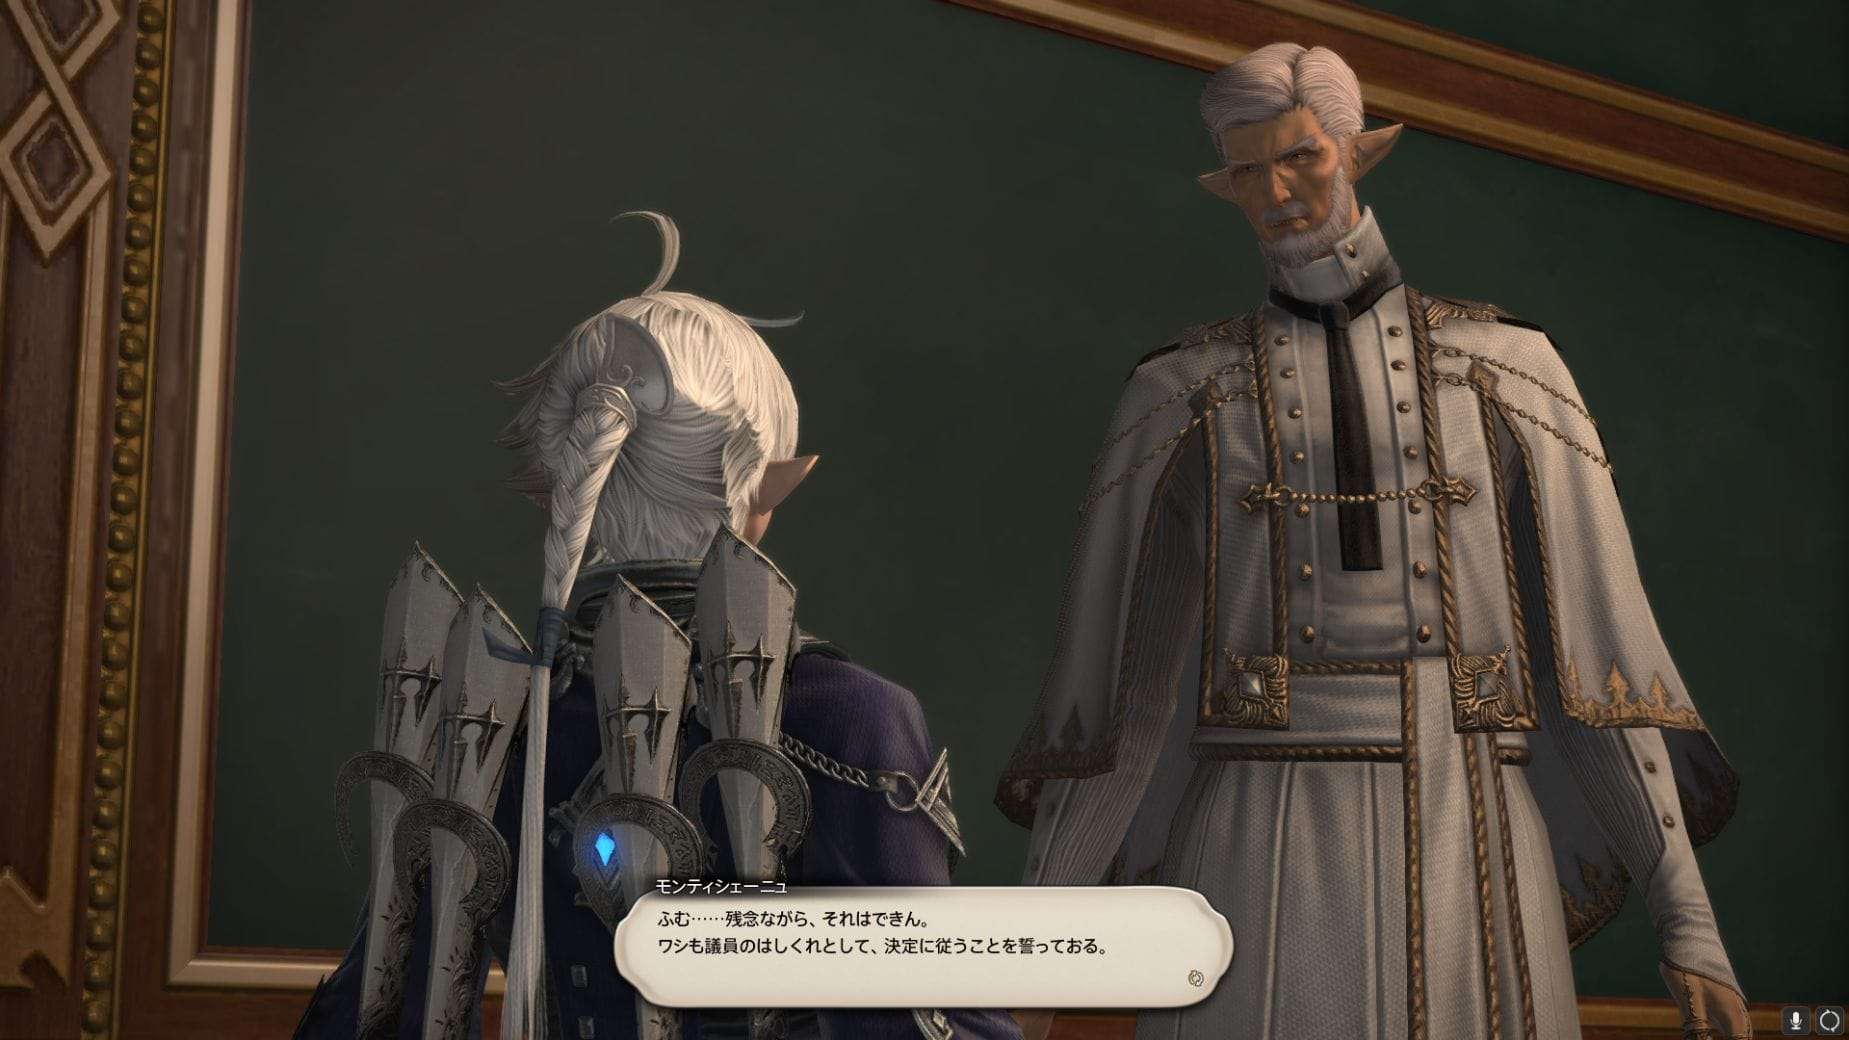 モンティシェーニュ
ふむ……残念ながら、それはできん。
ワシも議員のはしくれとして、決定に従うことを誓っておる。